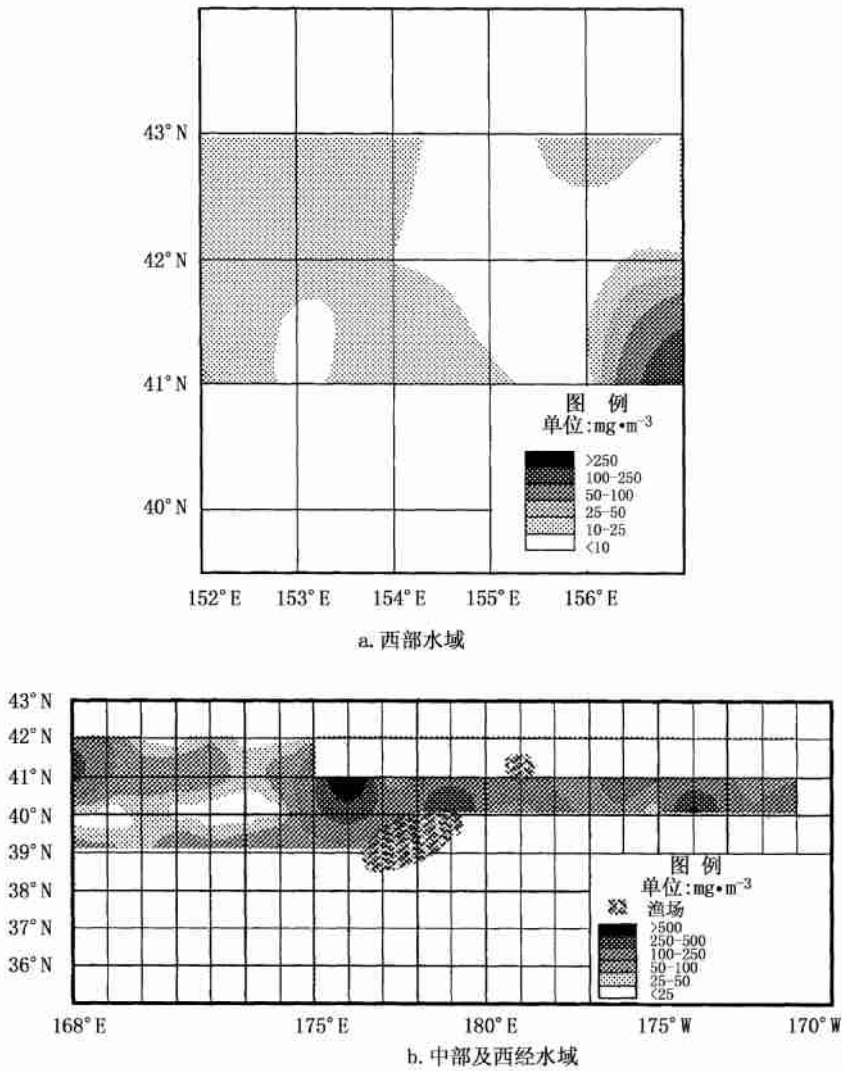 43°N
42°N
41°N
40°N
图 例
单位:mg•m⁻³
>250
100-250
50-100
25-50
10-25
<10
152°E 153°E 154°E 155°E 156°E
a. 西部水域
43°N
42°N
41°N
40°N
39°N
38°N
37°N
36°N
图 例
单位:mg•m⁻³
渔场
>500
250-500
100-250
50-100
25-50
<25
168°E 175°E 180°E 175°W 170°W
b. 中部及西经水域